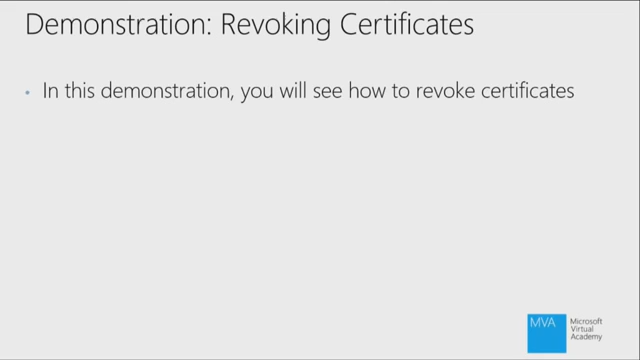 Demonstration: Revoking Certificates
• In this demonstration, you will see how to revoke certificates
MVA
Microsoft
Virtual
Academy